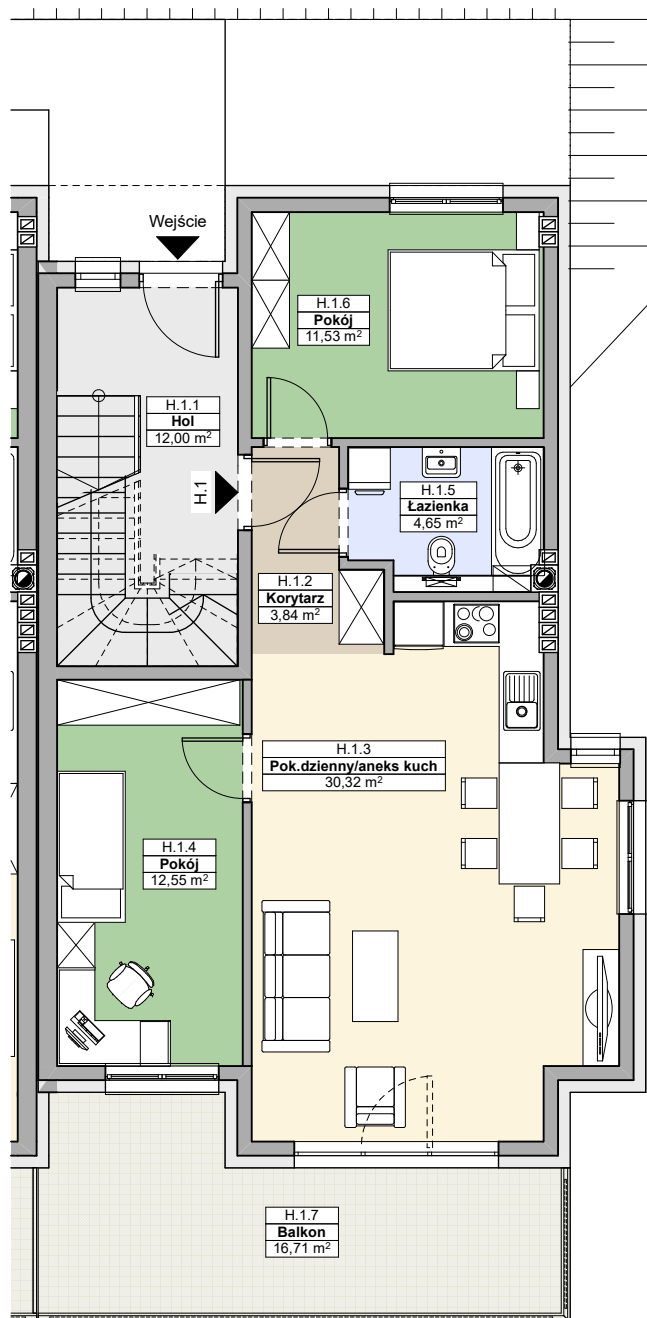 Wejście
H.1.6
Pokój
11,53 m²
H.1.1
Hol
12,00 m²
H.1
H.1.5
Łazienka
4,65 m²
H.1.2
Korytarz
3,84 m²
H.1.3
Pok.dzienny/aneks kuch
30,32 m²
H.1.4
Pokój
12,55 m²
H.1.7
Balkon
16,71 m²